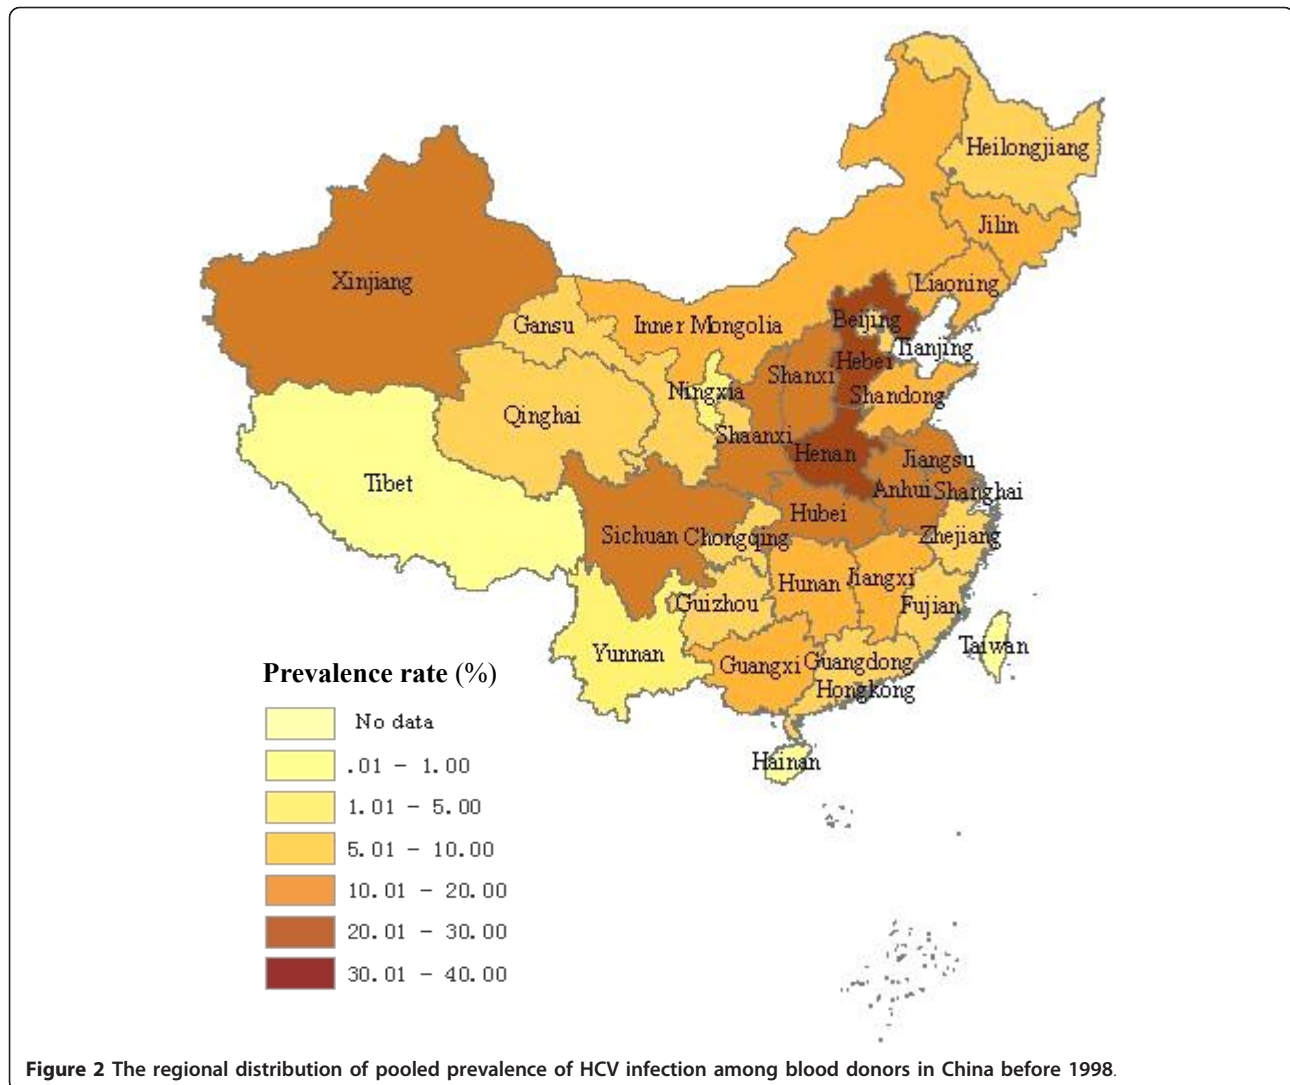 Heilongjiang
Jilin
Liaoning
Xinjiang
Gansu
Inner Mongolia
Beijing
Tianjing
Hebei
Shanxi
Ningxia
Shandong
Qinghai
Shaanxi
Henan
Jiangsu
Tibet
Anhui
Shanghai
Hubei
Sichuan
Chongqing
Zhejiang
Hunan
Jiangxi
Guizhou
Fujian
Taiwan
Yunnan
Guangxi
Guangdong
Hongkong
Hainan
Prevalence rate (%)
No data
.01 - 1.00
1.01 - 5.00
5.01 - 10.00
10.01 - 20.00
20.01 - 30.00
30.01 - 40.00
Figure 2 The regional distribution of pooled prevalence of HCV infection among blood donors in China before 1998.